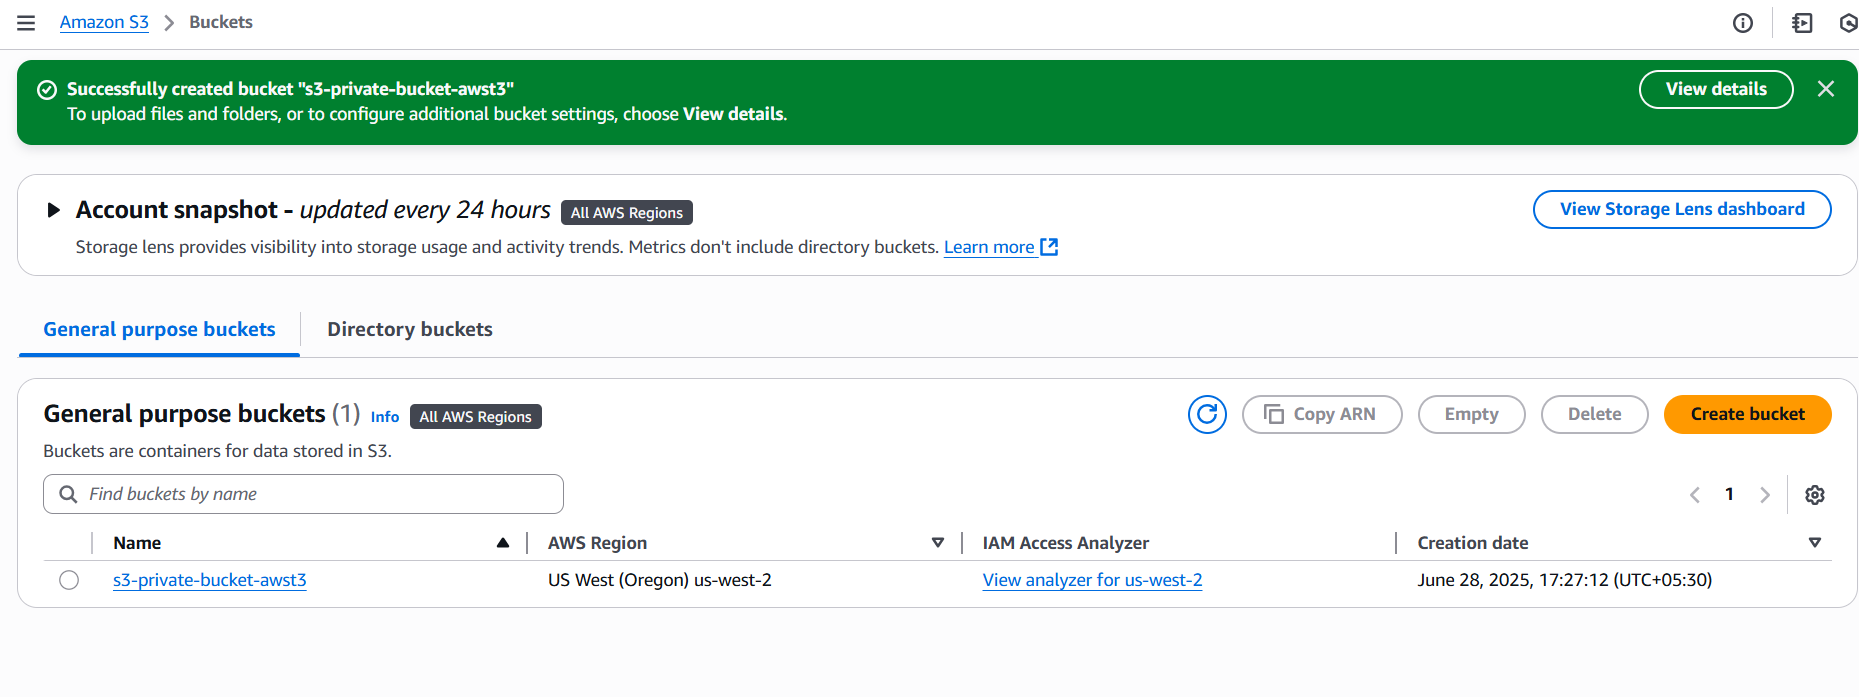 Amazon S3 > Buckets
Successfully created bucket "s3-private-bucket-awst3"
To upload files and folders, or to configure additional bucket settings, choose View details.
View details
Account snapshot - updated every 24 hours All AWS Regions
Storage lens provides visibility into storage usage and activity trends. Metrics don't include directory buckets. Learn more
View Storage Lens dashboard
General purpose buckets Directory buckets
General purpose buckets (1) Info All AWS Regions
Copy ARN Empty Delete Create bucket
Buckets are containers for data stored in S3.
Find buckets by name
1
Name AWS Region IAM Access Analyzer Creation date
s3-private-bucket-awst3 US West (Oregon) us-west-2 View analyzer for us-west-2 June 28, 2025, 17:27:12 (UTC+05:30)